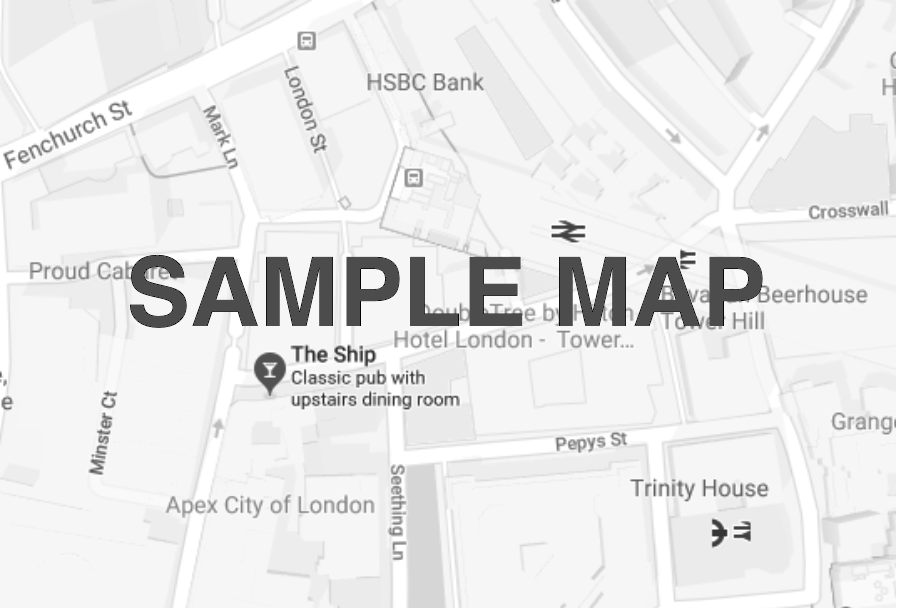 HSBC Bank
London St
Fenchurch St
Mark Ln
Crosswall
Proud Cabaret
SAMPLE MAP
Beerhouse
Tower Hill
DoubleTree by Hilton
Hotel London - Tower...
The Ship
Classic pub with
upstairs dining room
Minster Ct
Pepys St
Seething Ln
Trinity House
Apex City of London